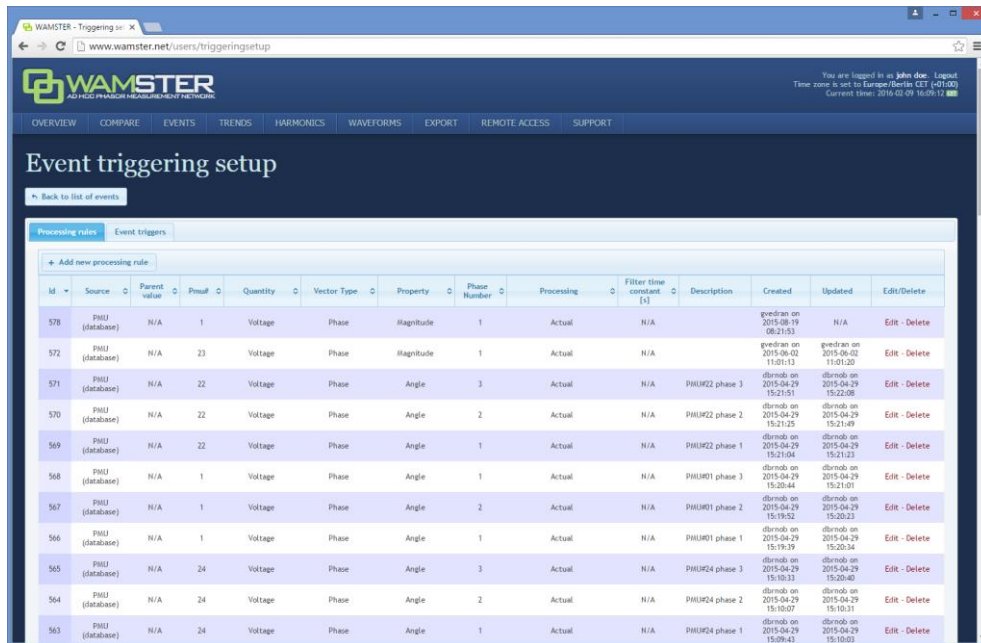 WAMSTER - Triggering se
www.wamster.net/users/triggeringsetup
WAMSTER
AD HOC PHASOR MEASUREMENT NETWORK
You are logged in as john doe. Logout
Time zone is set to Europe/Berlin CET (+01:00)
Current time: 2016-02-09 16:09:12
OVERVIEW COMPARE EVENTS TRENDS HARMONICS WAVEFORMS EXPORT REMOTE ACCESS SUPPORT
Event triggering setup
Back to list of events
Processing rules Event triggers
+ Add new processing rule
Id Source Parent value Pmu# Quantity Vector Type Property Phase Number Processing Filter time constant [s] Description Created Updated Edit/Delete
578 PMU (database) N/A 1 Voltage Phase Magnitude 1 Actual N/A gvedran on 2015-08-19 08:21:53 N/A Edit - Delete
572 PMU (database) N/A 23 Voltage Phase Magnitude 1 Actual N/A gvedran on 2015-06-02 11:01:13 gvedran on 2015-06-02 11:01:20 Edit - Delete
571 PMU (database) N/A 22 Voltage Phase Angle 3 Actual N/A PMU#22 phase 3 dbrnob on 2015-04-29 15:21:51 dbrnob on 2015-04-29 15:22:08 Edit - Delete
570 PMU (database) N/A 22 Voltage Phase Angle 2 Actual N/A PMU#22 phase 2 dbrnob on 2015-04-29 15:21:25 dbrnob on 2015-04-29 15:21:49 Edit - Delete
569 PMU (database) N/A 22 Voltage Phase Angle 1 Actual N/A PMU#22 phase 1 dbrnob on 2015-04-29 15:21:04 dbrnob on 2015-04-29 15:21:23 Edit - Delete
568 PMU (database) N/A 1 Voltage Phase Angle 1 Actual N/A PMU#01 phase 3 dbrnob on 2015-04-29 15:20:44 dbrnob on 2015-04-29 15:21:01 Edit - Delete
567 PMU (database) N/A 1 Voltage Phase Angle 2 Actual N/A PMU#01 phase 2 dbrnob on 2015-04-29 15:19:52 dbrnob on 2015-04-29 15:20:23 Edit - Delete
566 PMU (database) N/A 1 Voltage Phase Angle 1 Actual N/A PMU#01 phase 1 dbrnob on 2015-04-29 15:19:39 dbrnob on 2015-04-29 15:20:34 Edit - Delete
565 PMU (database) N/A 24 Voltage Phase Angle 3 Actual N/A PMU#24 phase 3 dbrnob on 2015-04-29 15:10:33 dbrnob on 2015-04-29 15:20:40 Edit - Delete
564 PMU (database) N/A 24 Voltage Phase Angle 2 Actual N/A PMU#24 phase 2 dbrnob on 2015-04-29 15:10:07 dbrnob on 2015-04-29 15:10:31 Edit - Delete
563 PMU (database) N/A 24 Voltage Phase Angle 1 Actual N/A PMU#24 phase 1 dbrnob on 2015-04-29 15:09:43 dbrnob on 2015-04-29 15:10:03 Edit - Delete